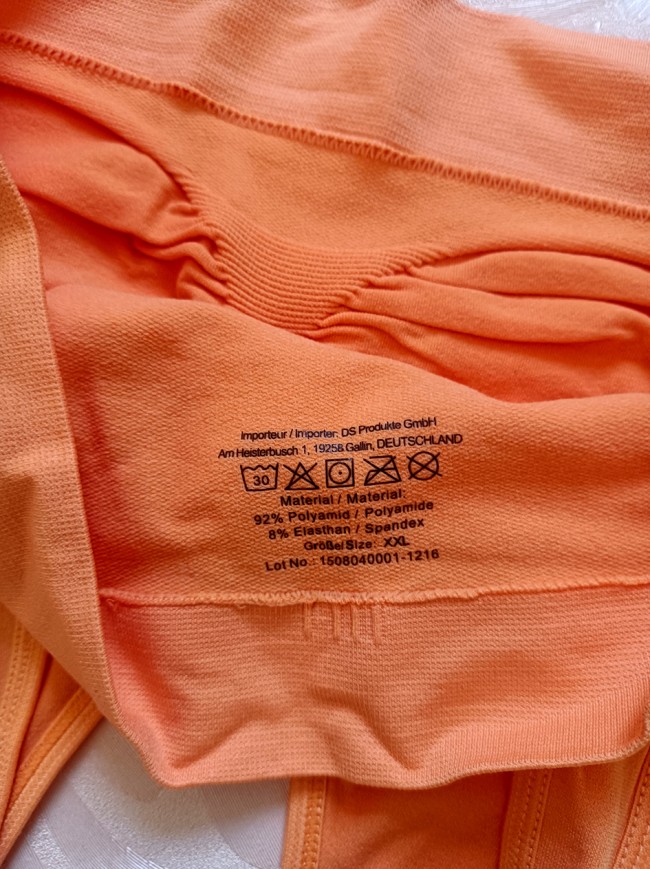 Importeur / Importer: DS Produkte GmbH
Am Heisterbusch 1, 19258 Gallin, DEUTSCHLAND
30
Material / Material:
92% Polyamid / Polyamide
8% Elasthan / Spandex
Größe/Size: XXL
Lot No.: 1508040001-1216